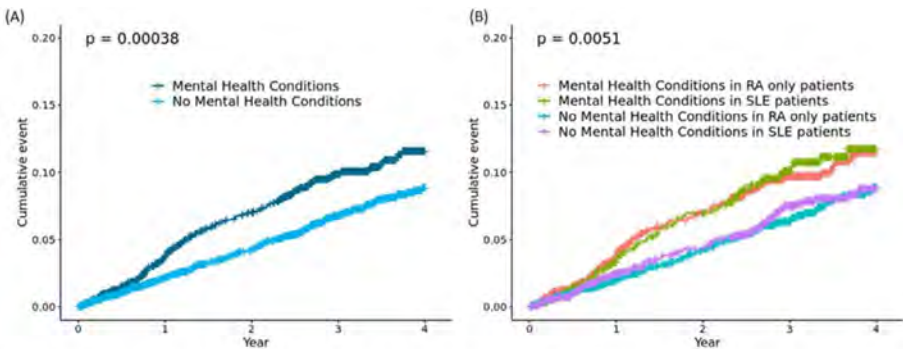 (A)
p = 0.00038
Mental Health Conditions
No Mental Health Conditions
0.20
0.15
0.10
0.05
0.00
Cumulative event
0 1 2 3 4
Year
(B)
p = 0.0051
Mental Health Conditions in RA only patients
Mental Health Conditions in SLE patients
No Mental Health Conditions in RA only patients
No Mental Health Conditions in SLE patients
0.20
0.15
0.10
0.05
0.00
Cumulative event
0 1 2 3 4
Year